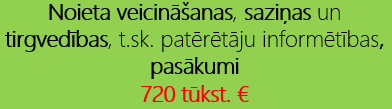 Noieta veicināšanas, saziņas un
tirgvedības, t.sk. patērētāju informētības,
pasākumi
720 tūkst. €